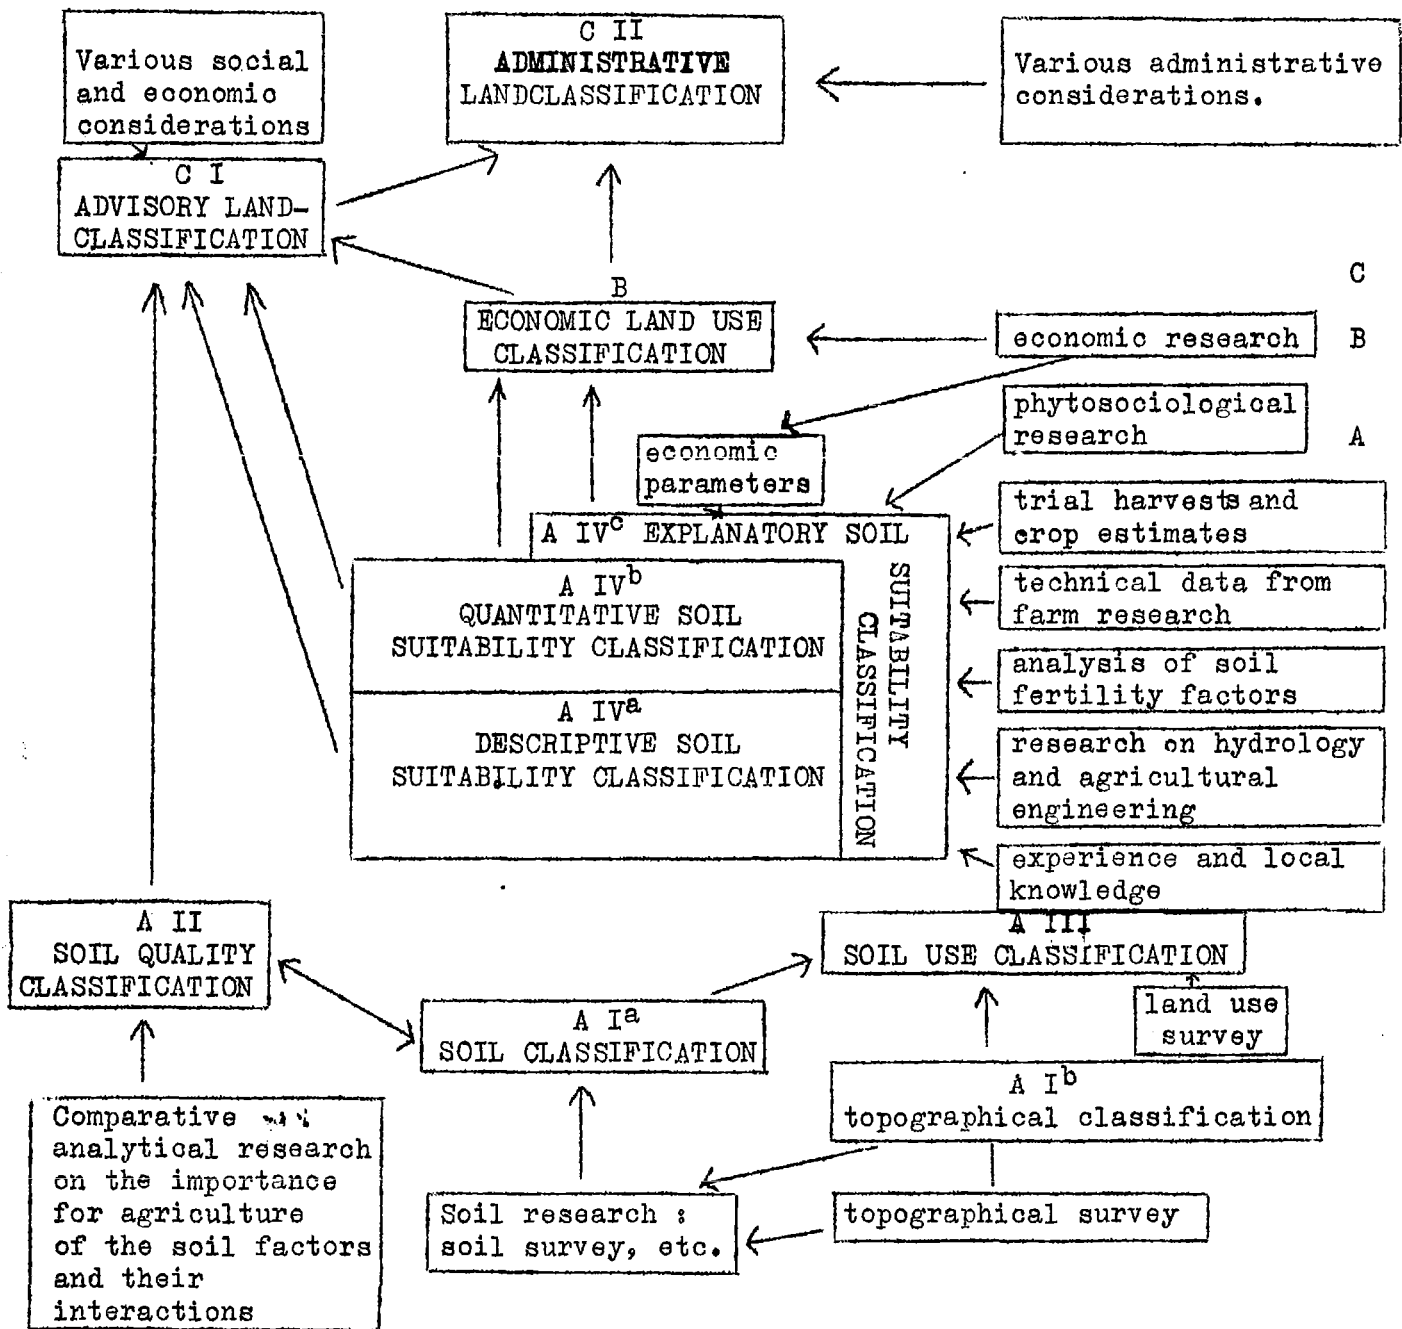 Various social
and economic
considerations
C II
ADMINISTRATIVE
LANDCLASSIFICATION
Various administrative
considerations.
C I
ADVISORY LAND-
CLASSIFICATION
B
ECONOMIC LAND USE
CLASSIFICATION
C
economic research
B
phytosociological
research
A
economic
parameters
trial harvests and
crop estimates
A IVc EXPLANATORY SOIL
SUITABILITY
CLASSIFICATION
technical data from
farm research
A IVb
QUANTITATIVE SOIL
SUITABILITY CLASSIFICATION
analysis of soil
fertility factors
A IVa
DESCRIPTIVE SOIL
SUITABILITY CLASSIFICATION
research on hydrology
and agricultural
engineering
experience and local
knowledge
A II
SOIL QUALITY
CLASSIFICATION
A III
SOIL USE CLASSIFICATION
land use
survey
A Ia
SOIL CLASSIFICATION
A Ib
topographical classification
Comparative
analytical research
on the importance
for agriculture
of the soil factors
and their
interactions
Soil research :
soil survey, etc.
topographical survey